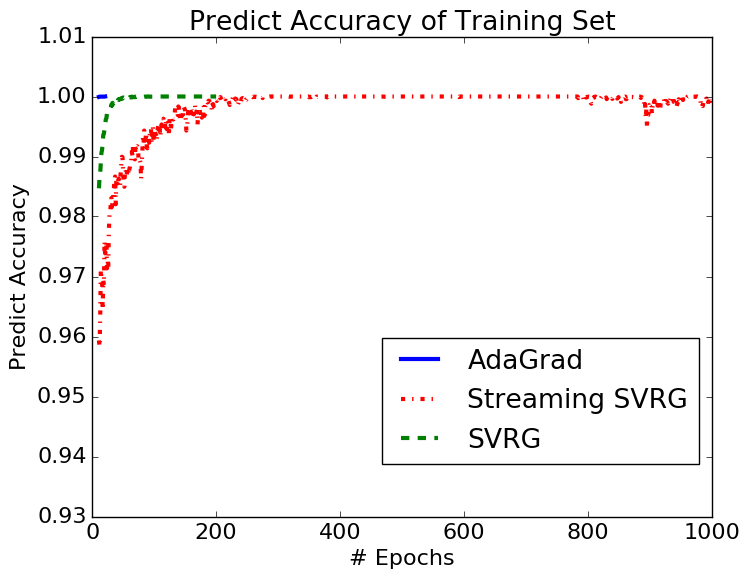 Predict Accuracy of Training Set
1.01
1.00
0.99
0.98
0.97
0.96
0.95
0.94
0.93
Predict Accuracy
AdaGrad
Streaming SVRG
SVRG
0
200
400
600
800
1000
# Epochs